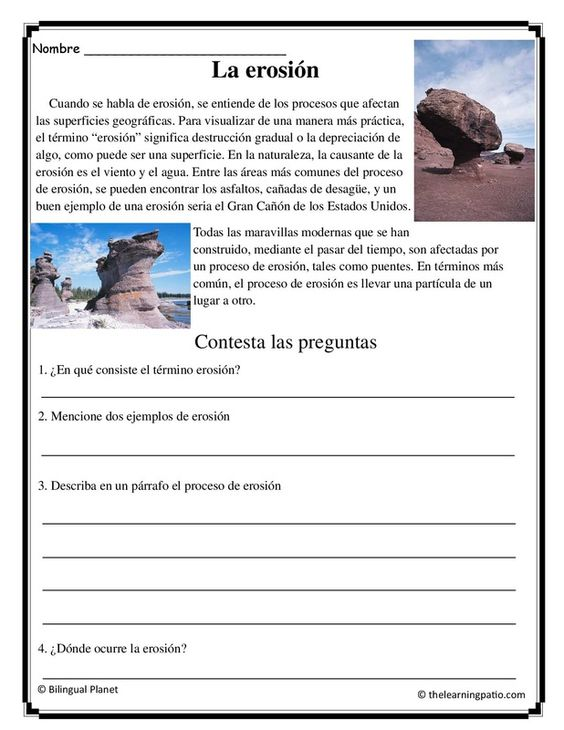 Nombre ____________________________
La erosión
Cuando se habla de erosión, se entiende de los procesos que afectan
las superficies geográficas. Para visualizar de una manera más práctica,
el término “erosión” significa destrucción gradual o la depreciación de
algo, como puede ser una superficie. En la naturaleza, la causante de la
erosión es el viento y el agua. Entre las áreas más comunes del proceso
de erosión, se pueden encontrar los asfaltos, cañadas de desagüe, y un
buen ejemplo de una erosión seria el Gran Cañón de los Estados Unidos.
Todas las maravillas modernas que se han
construido, mediante el pasar del tiempo, son afectadas por
un proceso de erosión, tales como puentes. En términos más
común, el proceso de erosión es llevar una partícula de un
lugar a otro.
Contesta las preguntas
1. ¿En qué consiste el término erosión?
2. Mencione dos ejemplos de erosión
3. Describa en un párrafo el proceso de erosión
4. ¿Dónde ocurre la erosión?
© Bilingual Planet
© thelearningpatio.com